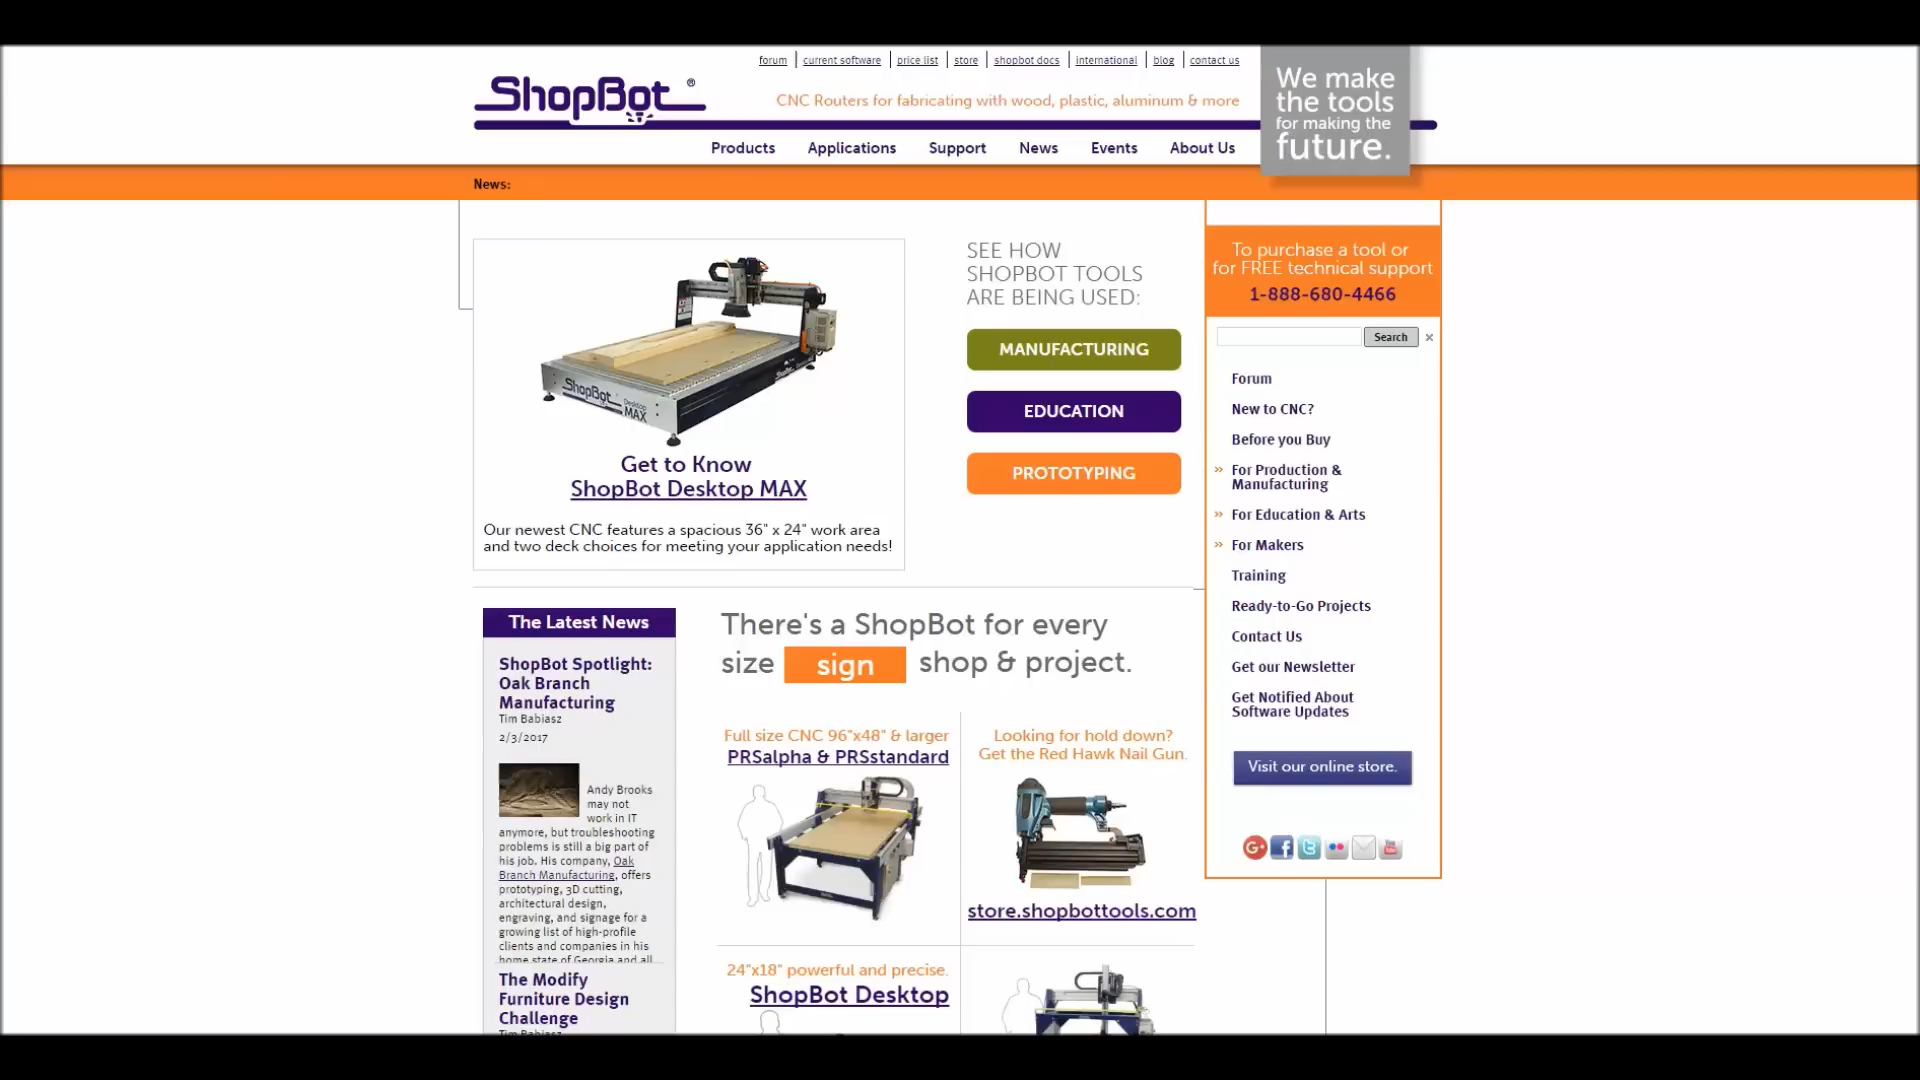 forum
current software
price list
store
shopbot docs
international
blog
contact us
ShopBot ®
CNC Routers for fabricating with wood, plastic, aluminum & more
We make
the tools
for making the
future.
Products
Applications
Support
News
Events
About Us
News:
ShopBot
Desktop
MAX
Get to Know
ShopBot Desktop MAX
Our newest CNC features a spacious 36" x 24" work area
and two deck choices for meeting your application needs!
SEE HOW
SHOPBOT TOOLS
ARE BEING USED:
MANUFACTURING
EDUCATION
PROTOTYPING
To purchase a tool or
for FREE technical support
1-888-680-4466
Search
×
Forum
New to CNC?
Before you Buy
» For Production &
Manufacturing
» For Education & Arts
» For Makers
Training
Ready-to-Go Projects
Contact Us
Get our Newsletter
Get Notified About
Software Updates
Visit our online store.
The Latest News
ShopBot Spotlight:
Oak Branch
Manufacturing
Tim Babiasz
2/3/2017
Andy Brooks
may not
work in IT
anymore, but troubleshooting
problems is still a big part of
his job. His company, Oak
Branch Manufacturing, offers
prototyping, 3D cutting,
architectural design,
engraving, and signage for a
growing list of high-profile
clients and companies in his
home state of Georgia and all
The Modify
Furniture Design
Challenge
Tim Babiasz
There's a ShopBot for every
size sign shop & project.
Full size CNC 96"x48" & larger
PRSalpha & PRSstandard
Looking for hold down?
Get the Red Hawk Nail Gun.
store.shopbottools.com
24"x18" powerful and precise.
ShopBot Desktop